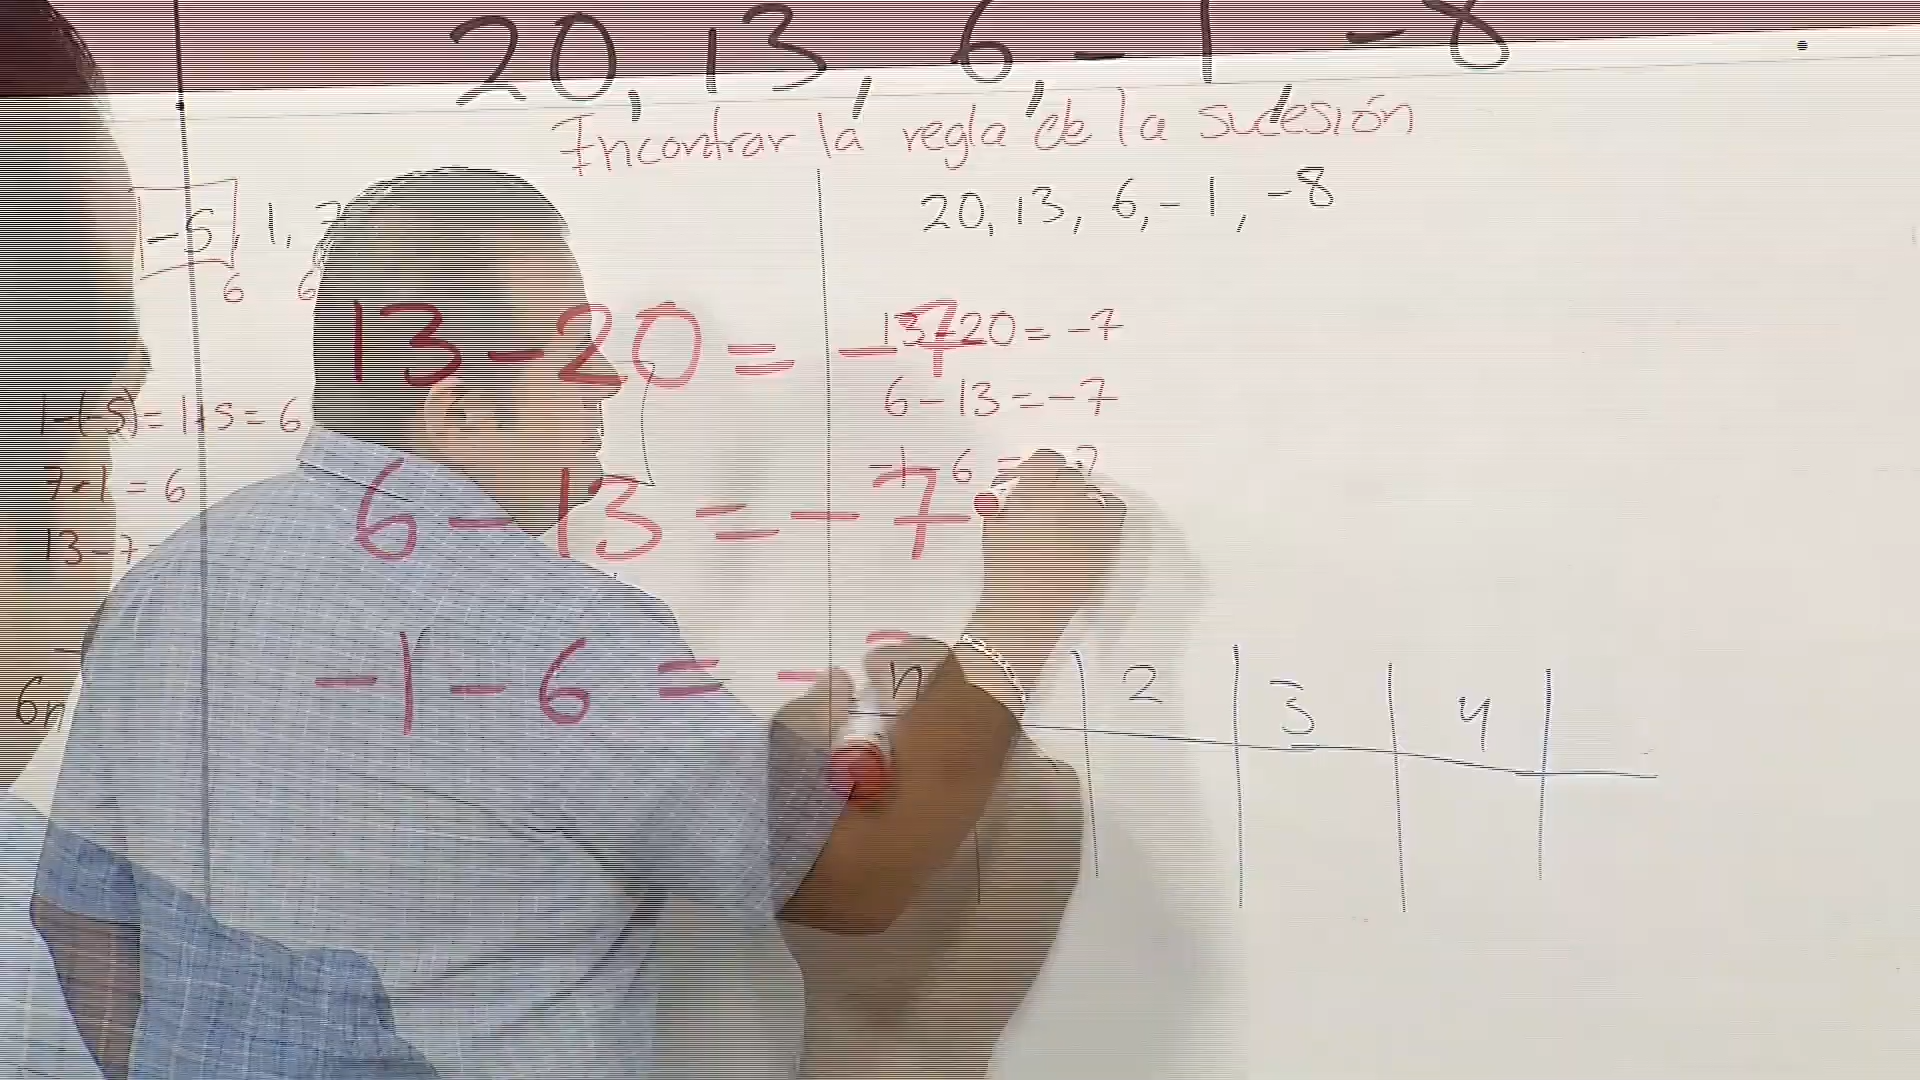 20, 13, 6, -1 -8
Encontrar la regla de la sucesión
-5, 1, 7
6 6
1-(-5)= 1+5 = 6
7-1 = 6
13-7
6n
20, 13, 6, -1, -8
13-20 = -7
6-13 = -7
-1-6 =
13-20 = -7
6-13 = -7
-1-6 = -
n 2 3 4